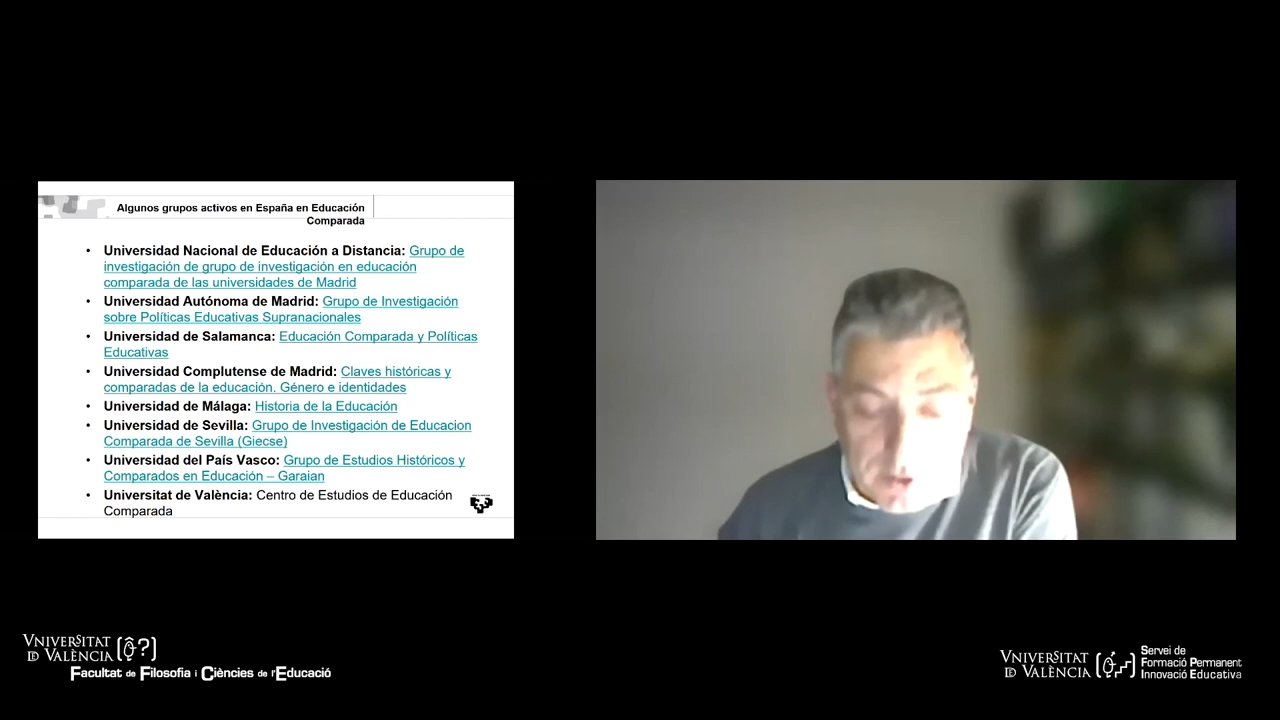 Algunos grupos activos en España en Educación
Comparada
• Universidad Nacional de Educación a Distancia: Grupo de
investigación de grupo de investigación en educación
comparada de las universidades de Madrid
• Universidad Autónoma de Madrid: Grupo de Investigación
sobre Políticas Educativas Supranacionales
• Universidad de Salamanca: Educación Comparada y Políticas
Educativas
• Universidad Complutense de Madrid: Claves históricas y
comparadas de la educación. Género e identidades
• Universidad de Málaga: Historia de la Educación
• Universidad de Sevilla: Grupo de Investigación de Educacion
Comparada de Sevilla (Giecse)
• Universidad del País Vasco: Grupo de Estudios Históricos y
Comparados en Educación – Garaian
• Universitat de València: Centro de Estudios de Educación
Comparada
VNIVERSITAT
ID VALÈNCIA
Facultat de Filosofia i Ciències de l'Educació
VNIVERSITAT
ID VALÈNCIA
Servei de
Formació Permanent
Innovació Educativa